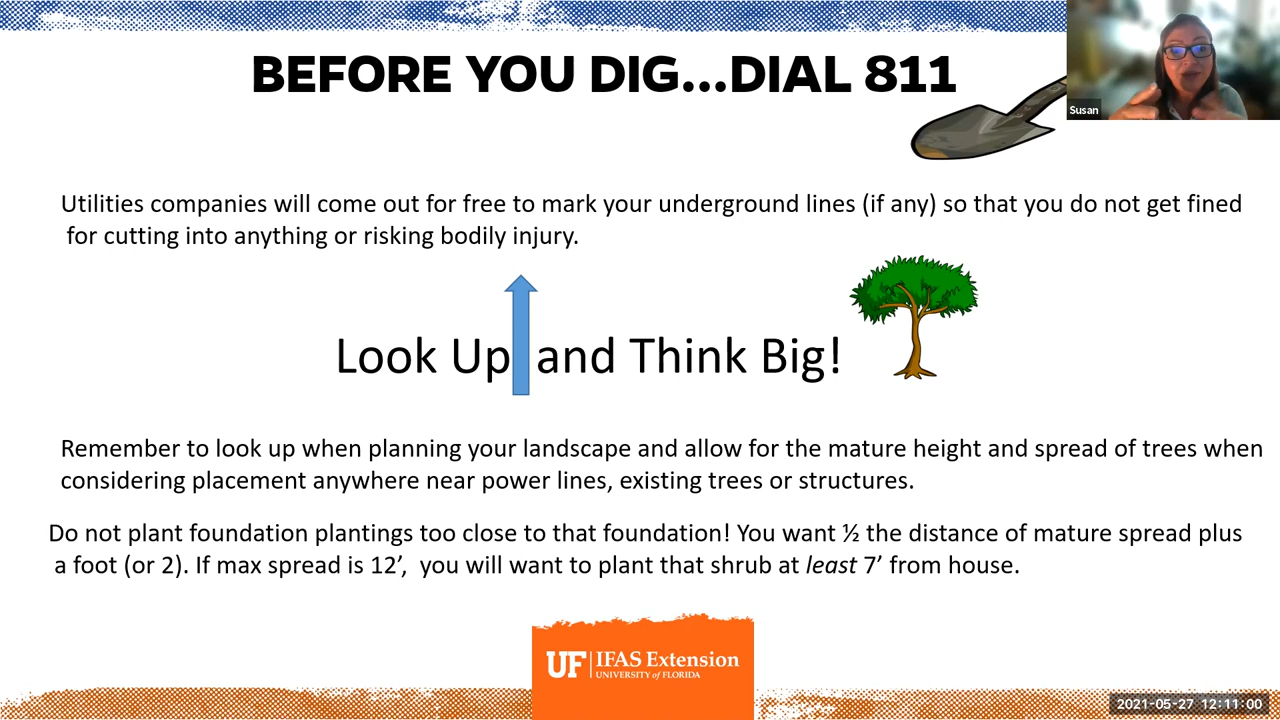 BEFORE YOU DIG...DIAL 811
Susan
Utilities companies will come out for free to mark your underground lines (if any) so that you do not get fined
for cutting into anything or risking bodily injury.
Look Up and Think Big!
Remember to look up when planning your landscape and allow for the mature height and spread of trees when
considering placement anywhere near power lines, existing trees or structures.
Do not plant foundation plantings too close to that foundation! You want ½ the distance of mature spread plus
a foot (or 2). If max spread is 12’, you will want to plant that shrub at least 7’ from house.
UF IFAS Extension
UNIVERSITY of FLORIDA
2021-05-27 12:11:00